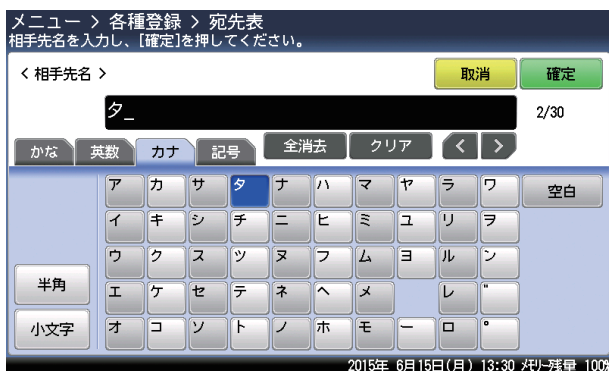 メニュー > 各種登録 > 宛先表
相手先名を入力し、[確定]を押してください。
< 相手先名 >
取消
確定
タ_
2/30
かな
英数
カナ
記号
全消去
クリア
<
>
ア カ サ タ ナ ハ マ ヤ ラ ワ
空白
イ キ シ チ ニ ヒ ミ ユ リ ヲ
ウ ク ス ツ ヌ フ ム ヨ ル ン
半角
エ ケ セ テ ネ ヘ メ レ ゛
小文字
オ コ ソ ト ノ ホ モ ー ロ ゜
2015年 6月15日(月) 13:30 メモリー残量 100%